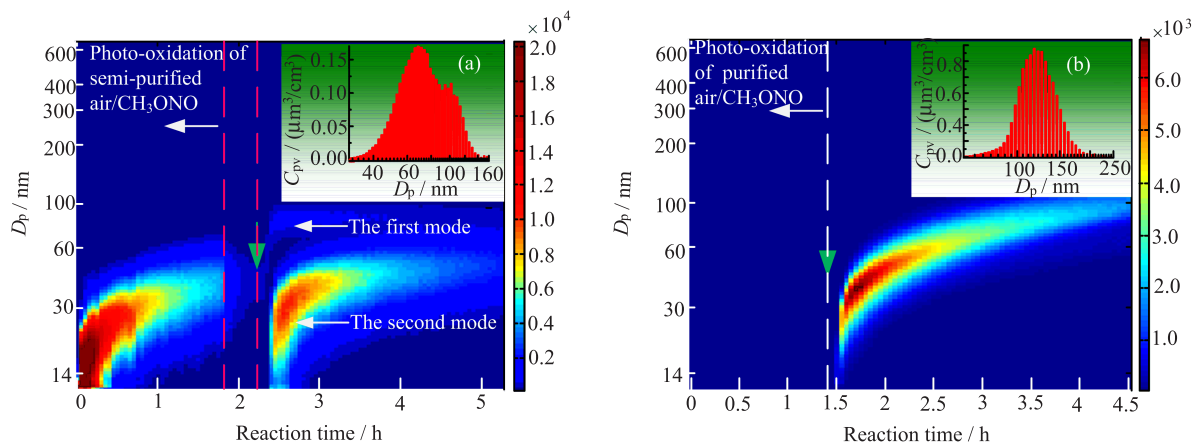 ×10⁴
×10³
600
400
300
200
100
60
30
14
Dp / nm
Photo-oxidation of
semi-purified
air/CH₃ONO
(a)
0.15
0.10
0.05
0.00
Cpv / (μm³/cm³)
40 60 100 160
Dp / nm
The first mode
The second mode
0 1 2 3 4 5
Reaction time / h
2.0
1.8
1.6
1.4
1.2
1.0
0.8
0.6
0.4
0.2
600
400
300
200
100
60
30
14
Dp / nm
Photo-oxidation
of purified
air/CH₃ONO
(b)
0.8
0.6
0.4
0.2
0.0
Cpv / (μm³/cm³)
100 150 250
Dp / nm
0 0.5 1 1.5 2 2.5 3 3.5 4 4.5
Reaction time / h
6.0
5.0
4.0
3.0
2.0
1.0